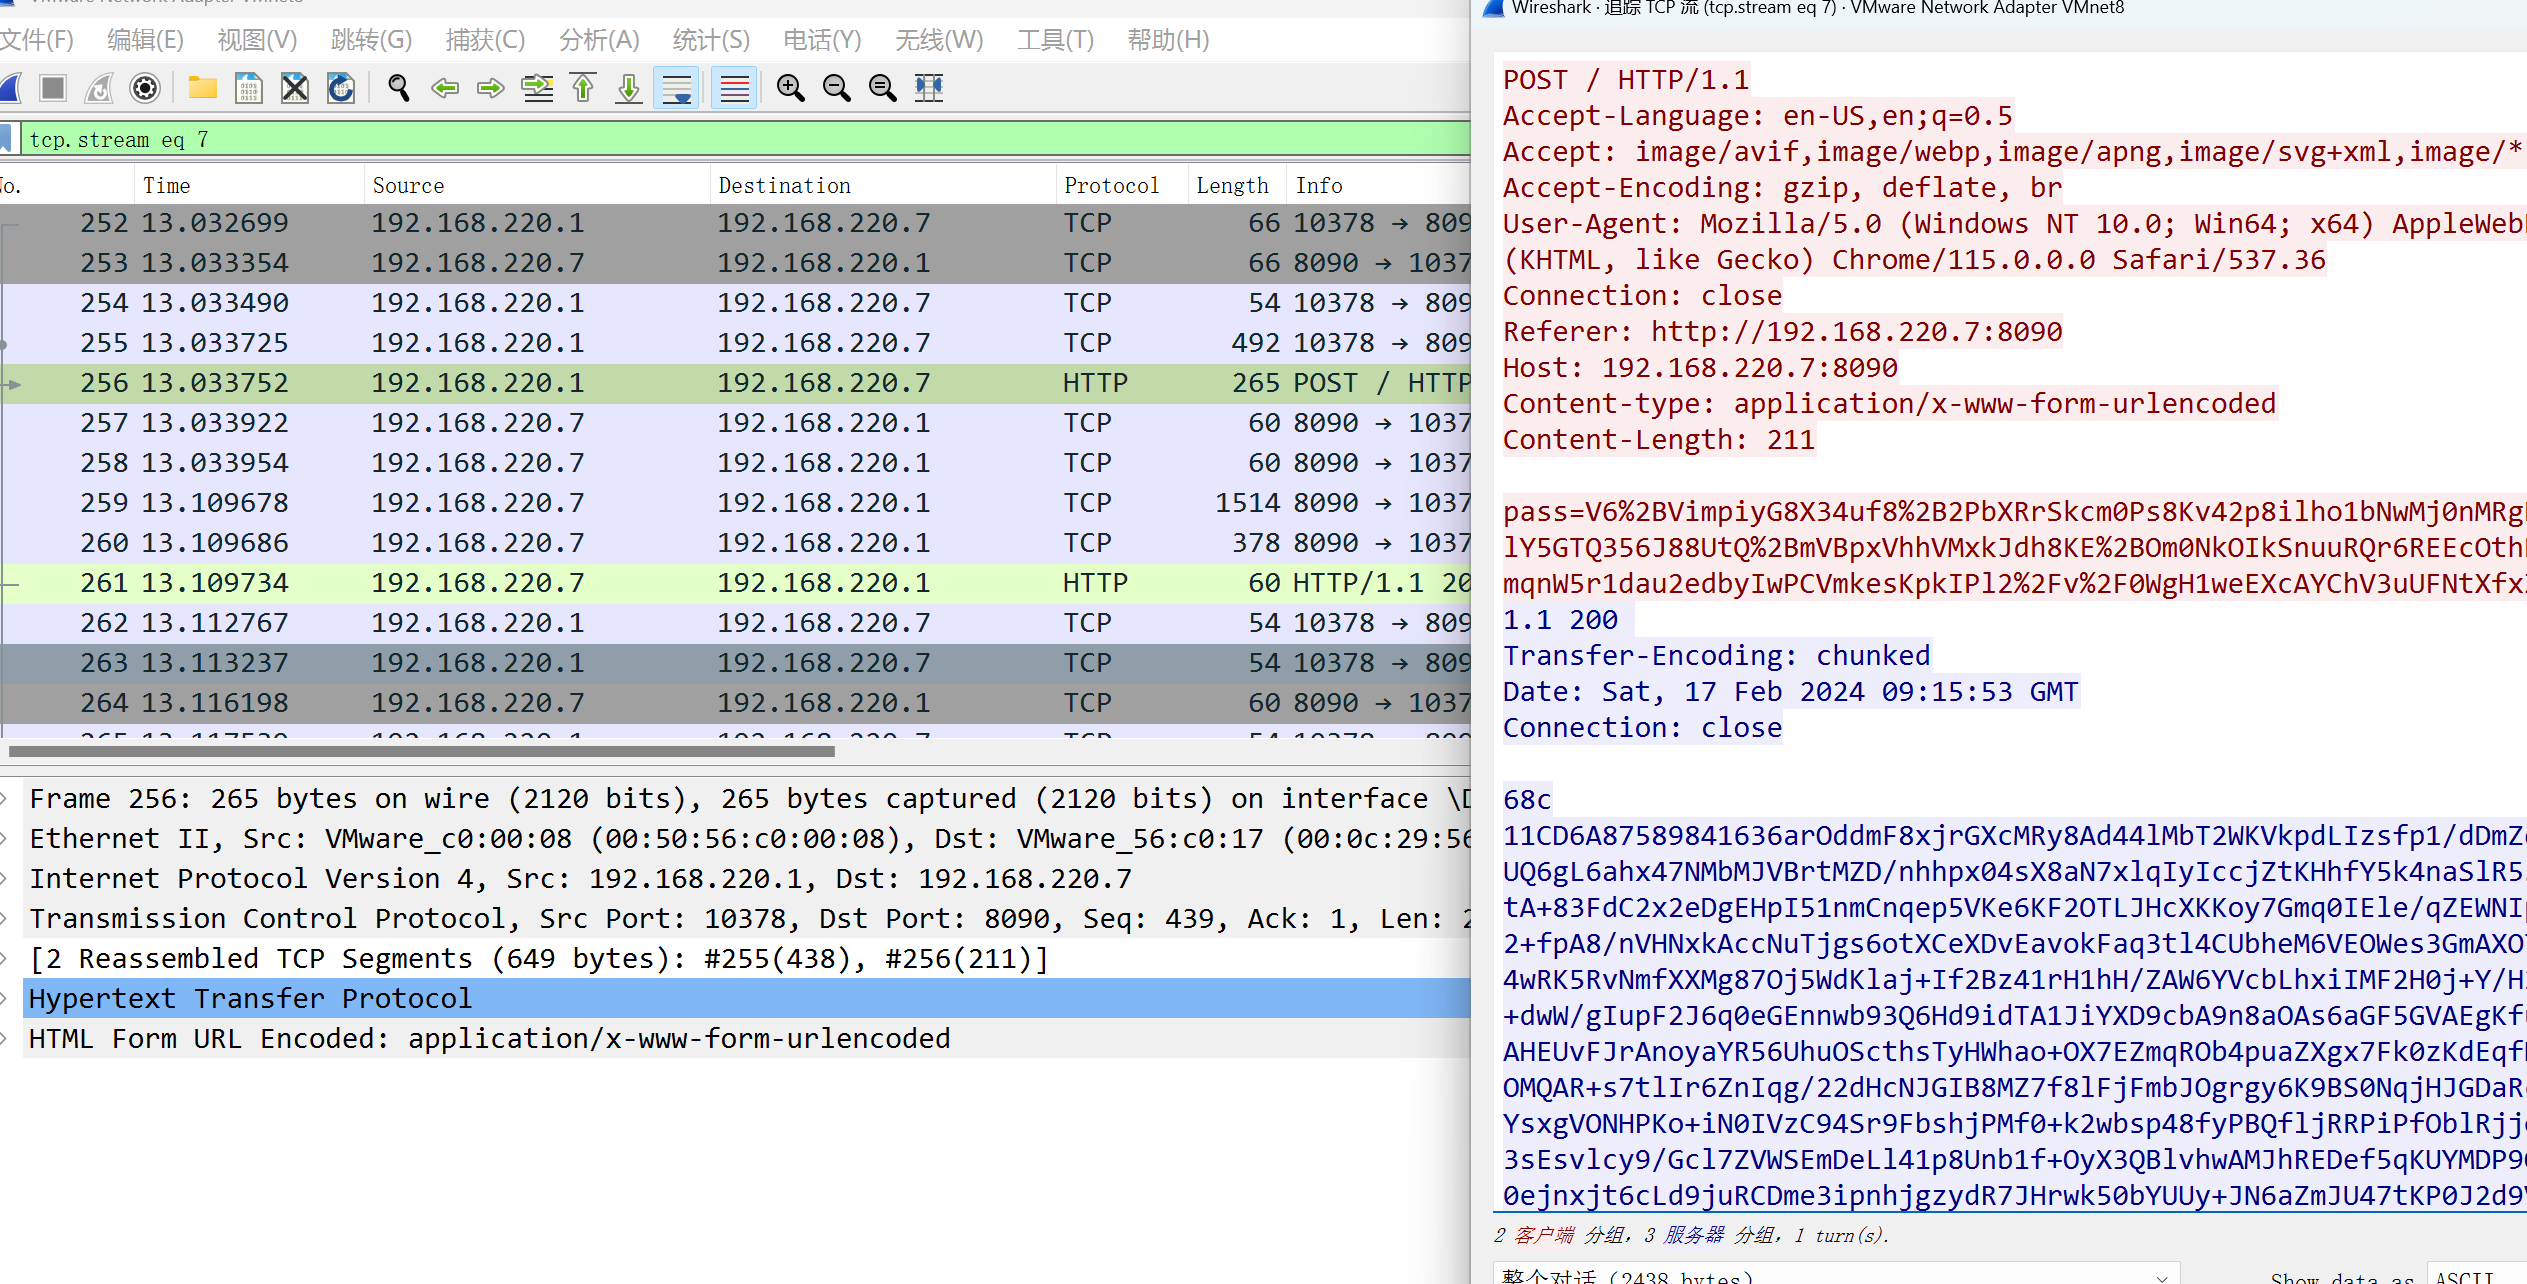 Wireshark · 追踪 TCP 流 (tcp.stream eq 7) · VMware Network Adapter VMnet8
文件(F) 编辑(E) 视图(V) 跳转(G) 捕获(C) 分析(A) 统计(S) 电话(Y) 无线(W) 工具(T) 帮助(H)
tcp.stream eq 7
No. Time Source Destination Protocol Length Info
252 13.032699 192.168.220.1 192.168.220.7 TCP 66 10378 → 809
253 13.033354 192.168.220.7 192.168.220.1 TCP 66 8090 → 1037
254 13.033490 192.168.220.1 192.168.220.7 TCP 54 10378 → 809
255 13.033725 192.168.220.1 192.168.220.7 TCP 492 10378 → 809
256 13.033752 192.168.220.1 192.168.220.7 HTTP 265 POST / HTTP
257 13.033922 192.168.220.7 192.168.220.1 TCP 60 8090 → 1037
258 13.033954 192.168.220.7 192.168.220.1 TCP 60 8090 → 1037
259 13.109678 192.168.220.7 192.168.220.1 TCP 1514 8090 → 1037
260 13.109686 192.168.220.7 192.168.220.1 TCP 378 8090 → 1037
261 13.109734 192.168.220.7 192.168.220.1 HTTP 60 HTTP/1.1 20
262 13.112767 192.168.220.1 192.168.220.7 TCP 54 10378 → 809
263 13.113237 192.168.220.1 192.168.220.7 TCP 54 10378 → 809
264 13.116198 192.168.220.7 192.168.220.1 TCP 60 8090 → 1037
Frame 256: 265 bytes on wire (2120 bits), 265 bytes captured (2120 bits) on interface \D
Ethernet II, Src: VMware_c0:00:08 (00:50:56:c0:00:08), Dst: VMware_56:c0:17 (00:0c:29:56
Internet Protocol Version 4, Src: 192.168.220.1, Dst: 192.168.220.7
Transmission Control Protocol, Src Port: 10378, Dst Port: 8090, Seq: 439, Ack: 1, Len: 2
[2 Reassembled TCP Segments (649 bytes): #255(438), #256(211)]
Hypertext Transfer Protocol
HTML Form URL Encoded: application/x-www-form-urlencoded
POST / HTTP/1.1
Accept-Language: en-US,en;q=0.5
Accept: image/avif,image/webp,image/apng,image/svg+xml,image/*
Accept-Encoding: gzip, deflate, br
User-Agent: Mozilla/5.0 (Windows NT 10.0; Win64; x64) AppleWeb
(KHTML, like Gecko) Chrome/115.0.0.0 Safari/537.36
Connection: close
Referer: http://192.168.220.7:8090
Host: 192.168.220.7:8090
Content-type: application/x-www-form-urlencoded
Content-Length: 211
pass=V6%2BVimpiyG8X34uf8%2B2PbXRrSkcm0Ps8Kv42p8ilho1bNwMj0nMRg
lY5GTQ356J88UtQ%2BmVBpxVhhVMxkJdh8KE%2BOm0NkOIkSnuuRQr6REEcOth
mqnW5r1dau2edbyIwPCVmkesKpkIPl2%2Fv%2F0WgH1weEXcAYChV3uUFNtXfx
1.1 200
Transfer-Encoding: chunked
Date: Sat, 17 Feb 2024 09:15:53 GMT
Connection: close
68c
11CD6A87589841636arOddmF8xjrGXcMRy8Ad44lMbT2WKVkpdLIzsfp1/dDmZ
UQ6gL6ahx47NMbMJVBrtMZD/nhhpx04sX8aN7xlqIyIccjZtKHhfY5k4naSlR5
tA+83FdC2x2eDgEHpI51nmCnqep5VKe6KF2OTLJHcXKKoy7Gmq0IEle/qZEWNI
2+fpA8/nVHNxkAccNuTjgs6otXCeXDvEavokFaq3tl4CUbheM6VEOWes3GmAXO
4wRK5RvNmfXXMg87Oj5WdKlaj+If2Bz41rH1hH/ZAW6YVcbLhxiIMF2H0j+Y/H
+dwW/gIupF2J6q0eGEnnwb93Q6Hd9idTA1JiYXD9cbA9n8aOAs6aGF5GVAEgKf
AHEUvFJrAnoyaYR56UhuOScthsTyHWhao+OX7EZmqROb4puaZXgx7Fk0zKdEqf
OMQAR+s7tlIr6ZnIqg/22dHcNJGIB8MZ7f8lFjFmbJOgrgy6K9BS0NqjHJGDaR
YsxgVONHPKo+iN0IVzC94Sr9FbshjPMf0+k2wbsp48fyPBQfljRRPiPfOblRjj
3sEsvlcy9/Gcl7ZVWSEmDeLl41p8Unb1f+OyX3QBlvhwAMJhREDef5qKUYMDP9
0ejnxjt6cLd9juRCDme3ipnhjgzydR7JHrwk50bYUUy+JN6aZmJU47tKP0J2d9
2 客户端 分组, 3 服务器 分组, 1 turn(s).
整个对话 (2438 bytes) Show data as ASCII